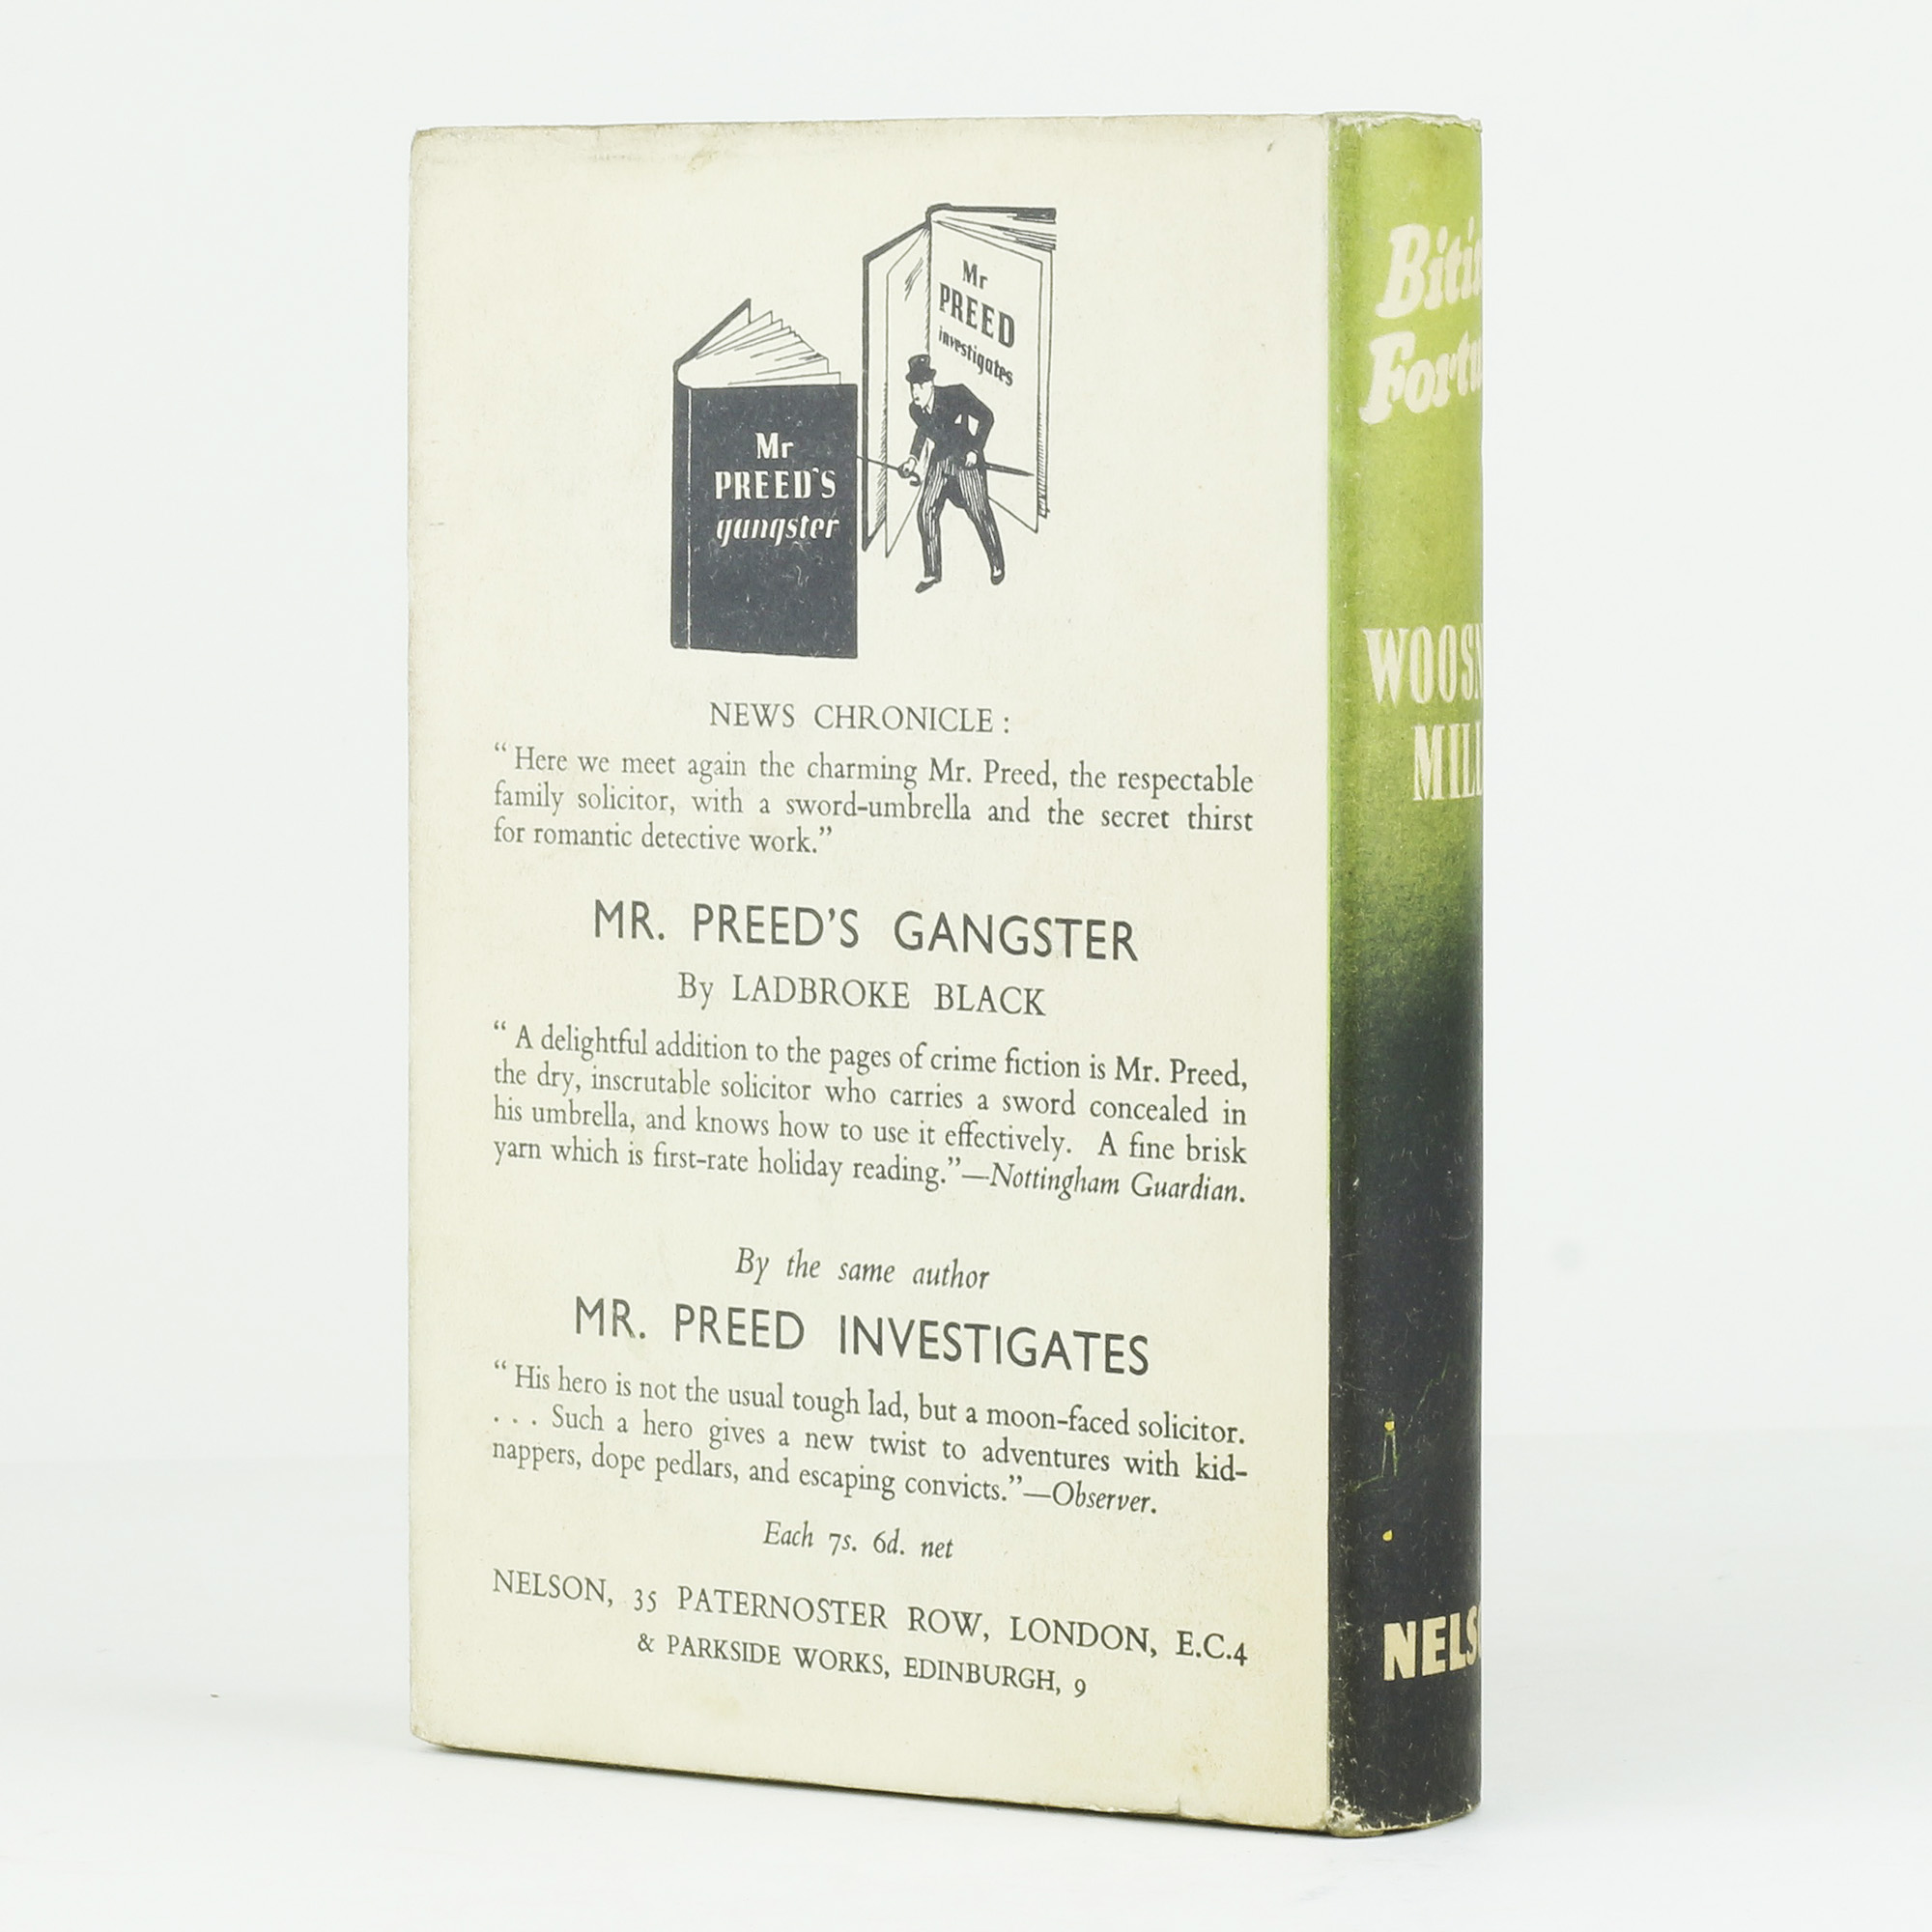 Mr
PREED
investigates
Mr
PREED'S
gangster
NEWS CHRONICLE :
“ Here we meet again the charming Mr. Preed, the respectable
family solicitor, with a sword-umbrella and the secret thirst
for romantic detective work.”
MR. PREED'S GANGSTER
By LADBROKE BLACK
“ A delightful addition to the pages of crime fiction is Mr. Preed,
the dry, inscrutable solicitor who carries a sword concealed in
his umbrella, and knows how to use it effectively. A fine brisk
yarn which is first-rate holiday reading.”—Nottingham Guardian.
By the same author
MR. PREED INVESTIGATES
“ His hero is not the usual tough lad, but a moon-faced solicitor.
. . . Such a hero gives a new twist to adventures with kid-
nappers, dope pedlars, and escaping convicts.”—Observer.
Each 7s. 6d. net
NELSON, 35 PATERNOSTER ROW, LONDON, E.C.4
& PARKSIDE WORKS, EDINBURGH, 9